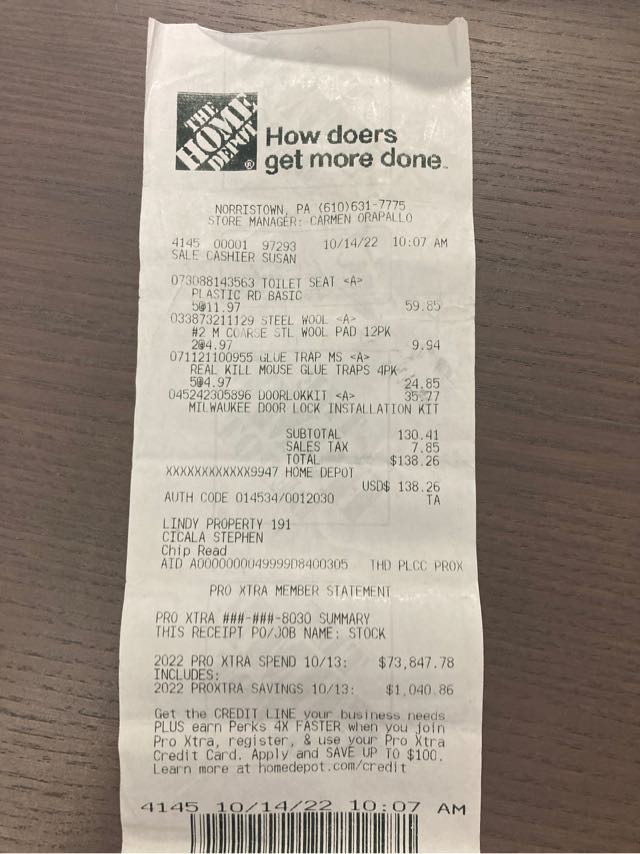 THE
HOME
DEPOT
®
How doers
get more done™
NORRISTOWN, PA (610)631-7775
STORE MANAGER: CARMEN ORAPALLO
4145 00001 97293 10/14/22 10:07 AM
SALE CASHIER SUSAN
073088143563 TOILET SEAT <A>
PLASTIC RD BASIC
5@11.97 59.85
033873211129 STEEL WOOL <A>
#2 M COARSE STL WOOL PAD 12PK
2@4.97 9.94
071121100955 GLUE TRAP MS <A>
REAL KILL MOUSE GLUE TRAPS 4PK
5@4.97 24.85
045242305896 DOORLOKKIT <A> 35.77
MILWAUKEE DOOR LOCK INSTALLATION KIT
SUBTOTAL 130.41
SALES TAX 7.85
TOTAL $138.26
XXXXXXXXXXXX9947 HOME DEPOT
USD$ 138.26
AUTH CODE 014534/0012030 TA
LINDY PROPERTY 191
CICALA STEPHEN
Chip Read
AID A0000000049999D8400305 THD PLCC PROX
PRO XTRA MEMBER STATEMENT
PRO XTRA ###-###-8030 SUMMARY
THIS RECEIPT PO/JOB NAME: STOCK
2022 PRO XTRA SPEND 10/13: $73,847.78
INCLUDES:
2022 PROXTRA SAVINGS 10/13: $1,040.86
Get the CREDIT LINE your business needs
PLUS earn Perks 4X FASTER when you join
Pro Xtra, register, & use your Pro Xtra
Credit Card. Apply and SAVE UP TO $100.
Learn more at homedepot.com/credit
4145 10/14/22 10:07 AM